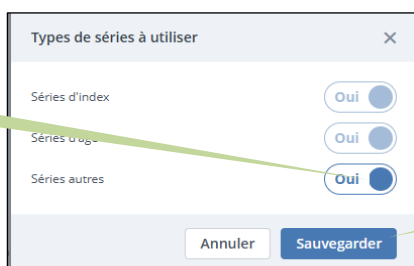 Types de séries à utiliser
Séries d'index
Oui
Séries d'âge
Oui
Séries autres
Oui
Annuler
Sauvegarder